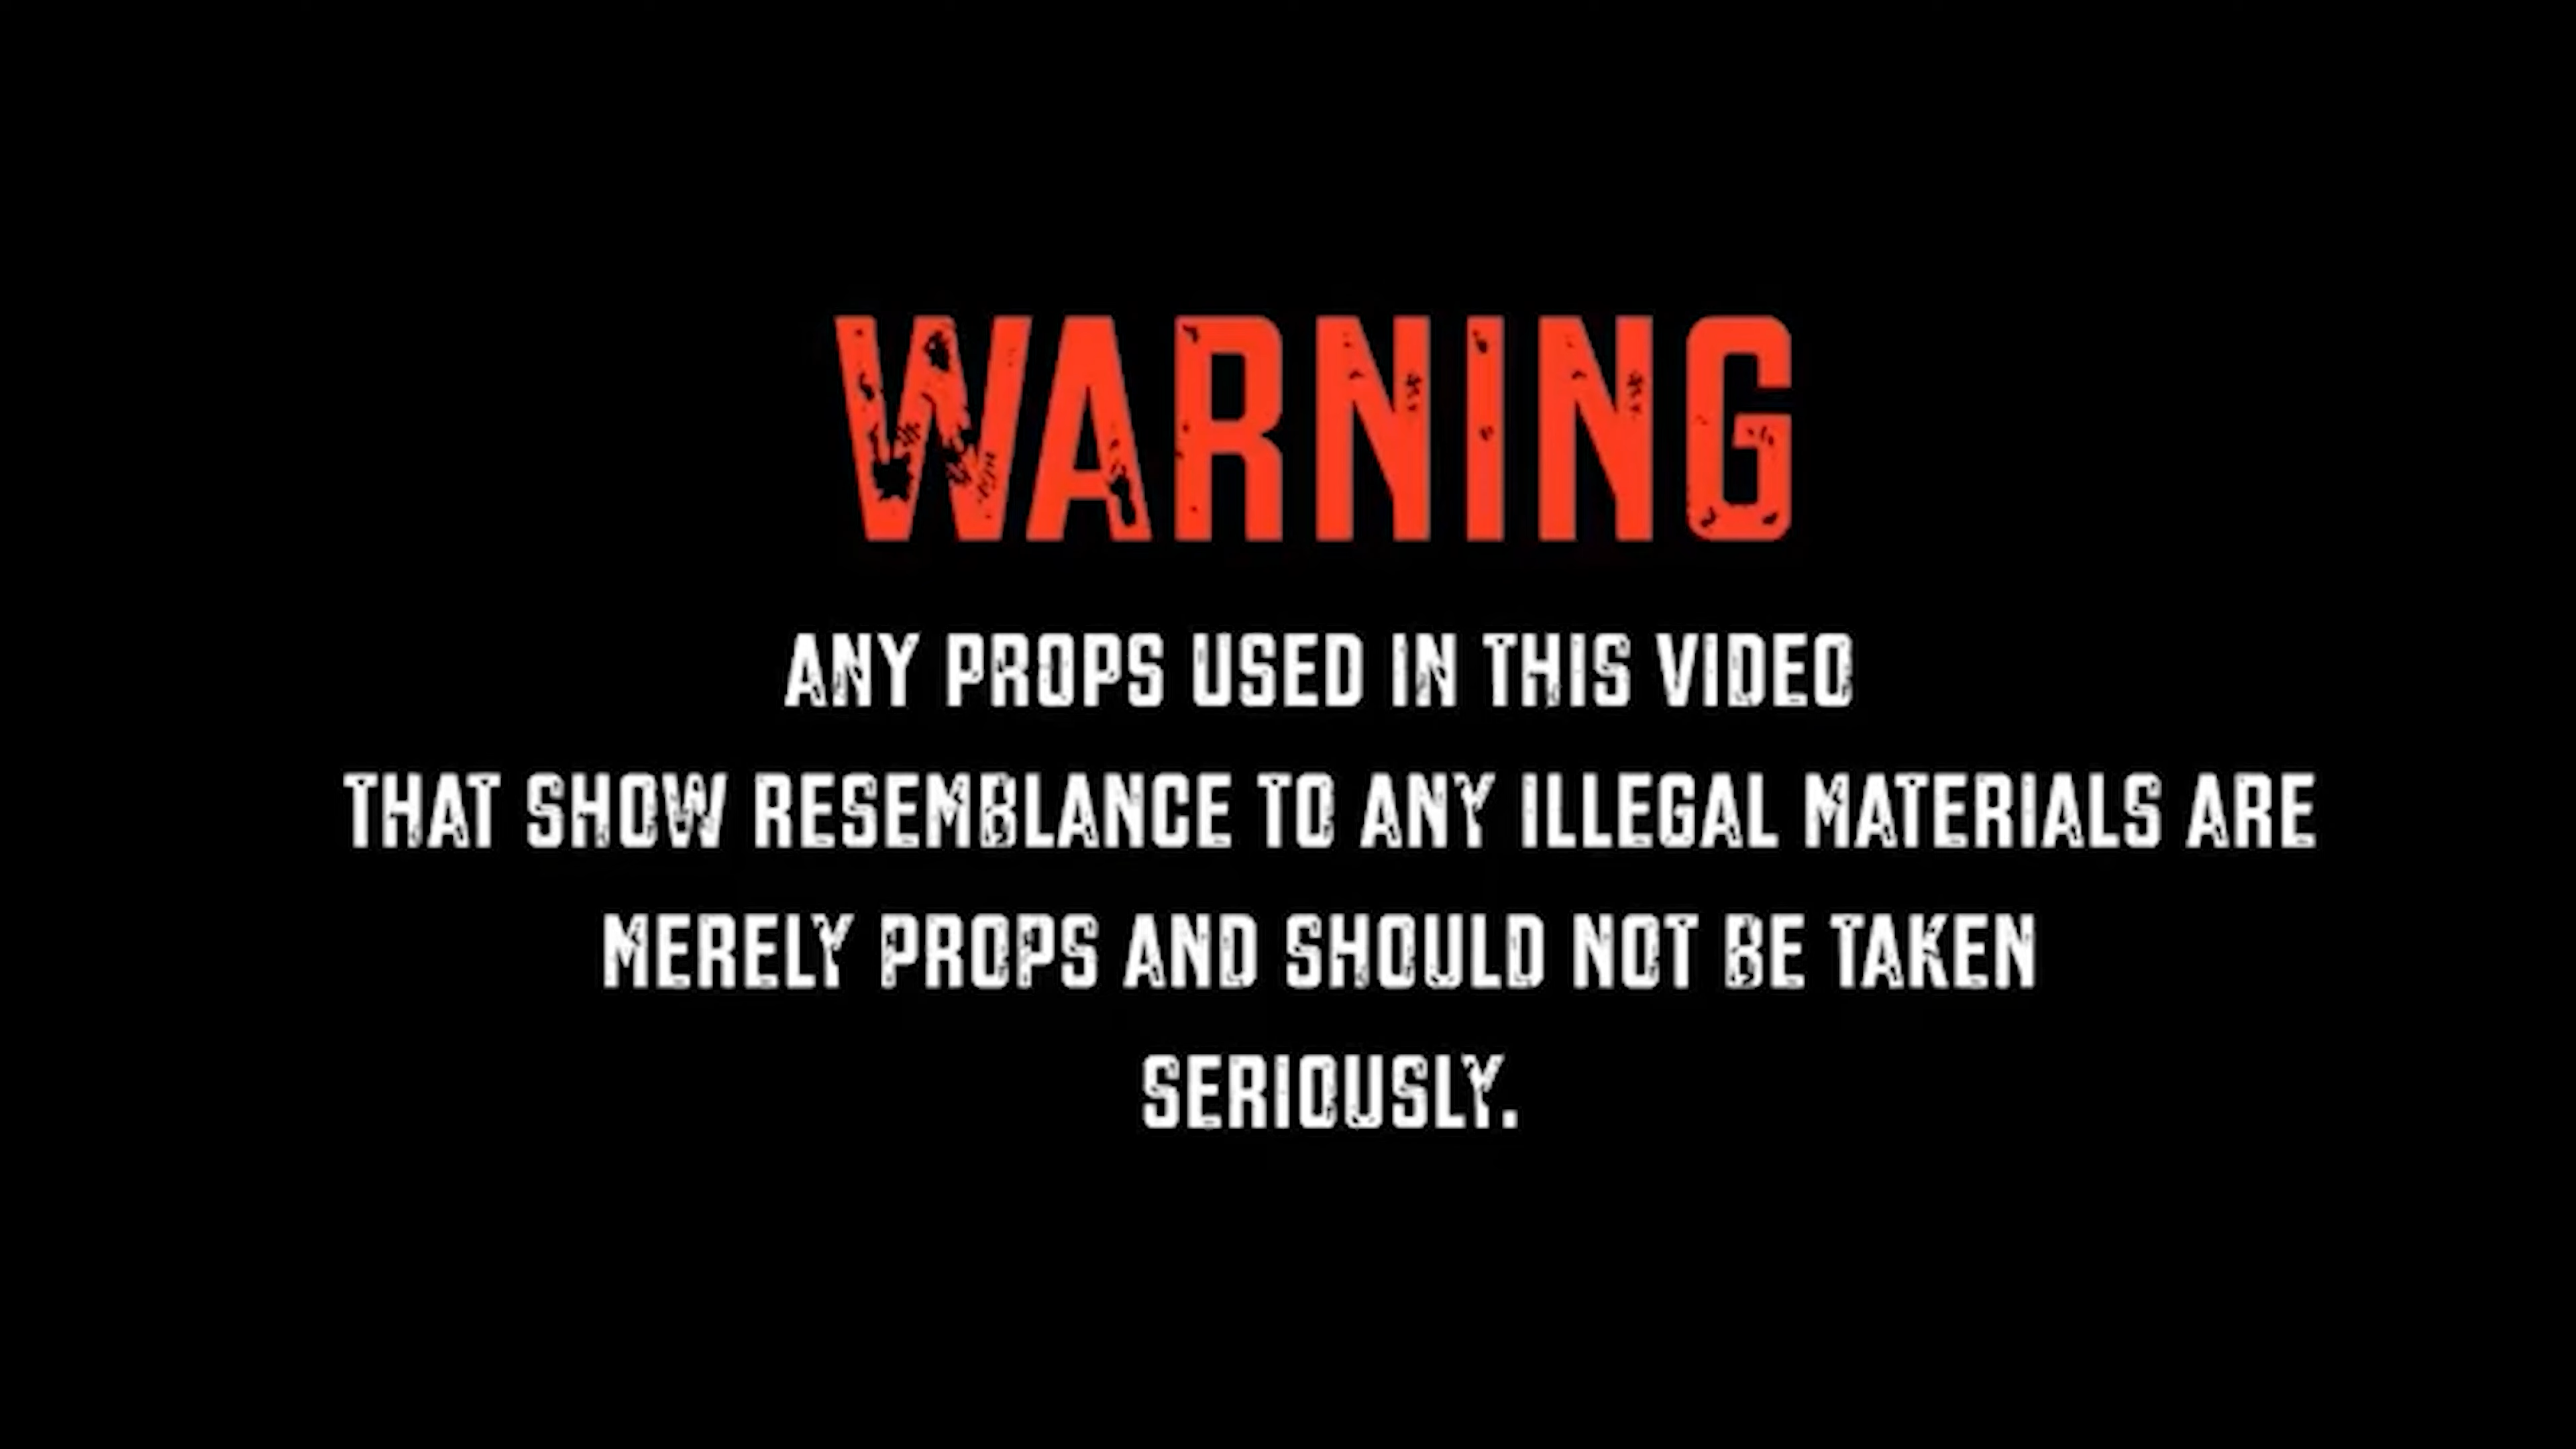 WARNING
ANY PROPS USED IN THIS VIDEO
THAT SHOW RESEMBLANCE TO ANY ILLEGAL MATERIALS ARE
MERELY PROPS AND SHOULD NOT BE TAKEN
SERIOUSLY.